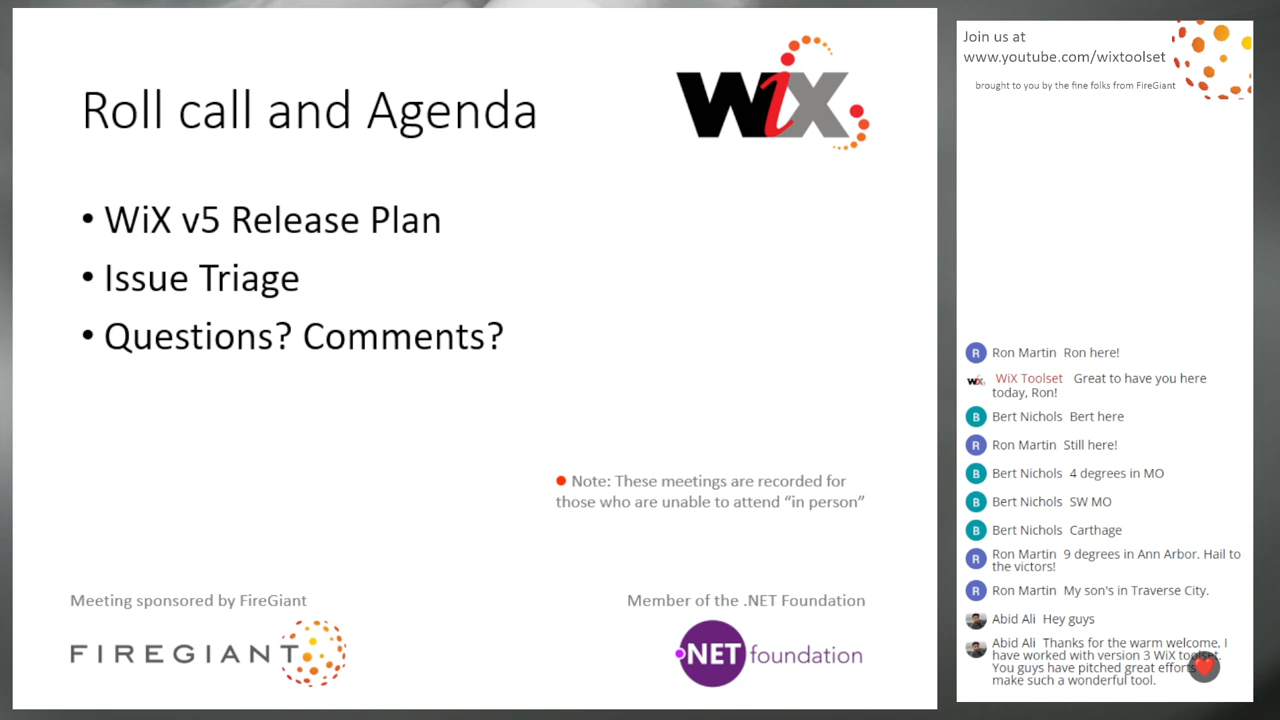 Roll call and Agenda
WiX
• WiX v5 Release Plan
• Issue Triage
• Questions? Comments?
Note: These meetings are recorded for
those who are unable to attend “in person”
Meeting sponsored by FireGiant
FIREGIANT
Member of the .NET Foundation
.NET foundation
Join us at
www.youtube.com/wixtoolset
brought to you by the fine folks from FireGiant
R Ron Martin Ron here!
WiX WiX Toolset Great to have you here
today, Ron!
B Bert Nichols Bert here
R Ron Martin Still here!
B Bert Nichols 4 degrees in MO
B Bert Nichols SW MO
B Bert Nichols Carthage
R Ron Martin 9 degrees in Ann Arbor. Hail to
the victors!
R Ron Martin My son's in Traverse City.
Abid Ali Hey guys
Abid Ali Thanks for the warm welcome, I
have worked with version 3 WiX toolset.
You guys have pitched great efforts
make such a wonderful tool.